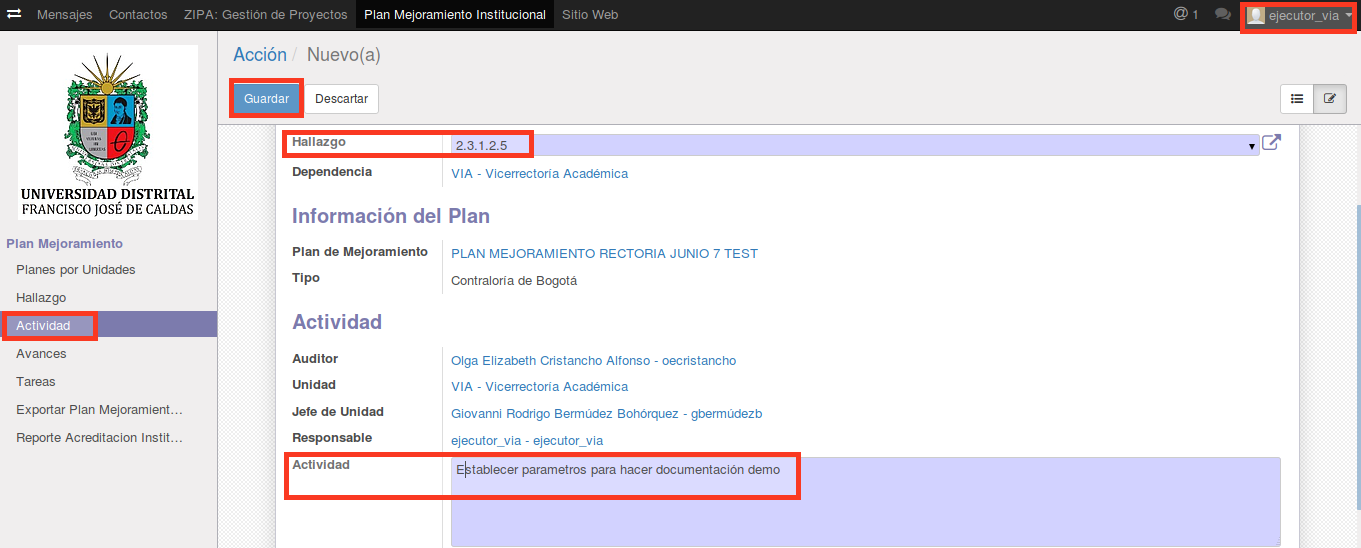 Mensajes Contactos ZIPA: Gestión de Proyectos Plan Mejoramiento Institucional Sitio Web @ 1 ejecutor_via
Acción / Nuevo(a)
Guardar Descartar
UNIVERSIDAD DISTRITAL
FRANCISCO JOSÉ DE CALDAS
Plan Mejoramiento
Planes por Unidades
Hallazgo
Actividad
Avances
Tareas
Exportar Plan Mejoramient...
Reporte Acreditacion Instit...
Hallazgo 2.3.1.2.5
Dependencia VIA - Vicerrectoría Académica
Información del Plan
Plan de Mejoramiento PLAN MEJORAMIENTO RECTORIA JUNIO 7 TEST
Tipo Contraloría de Bogotá
Actividad
Auditor Olga Elizabeth Cristancho Alfonso - oecristancho
Unidad VIA - Vicerrectoría Académica
Jefe de Unidad Giovanni Rodrigo Bermúdez Bohórquez - gbermúdezb
Responsable ejecutor_via - ejecutor_via
Actividad Establecer parametros para hacer documentación demo